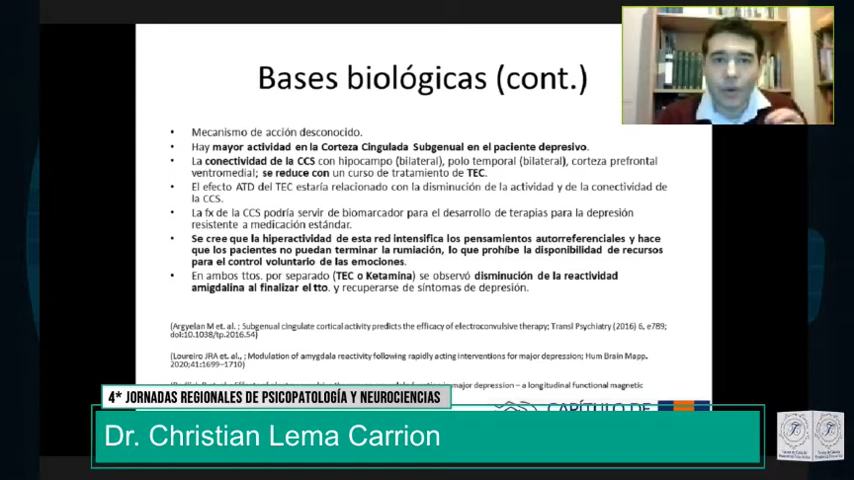 Bases biológicas (cont.)
• Mecanismo de acción desconocido.
• Hay mayor actividad en la Corteza Cingulada Subgenual en el paciente depresivo.
• La conectividad de la CCS con hipocampo (bilateral), polo temporal (bilateral), corteza prefrontal
ventromedial; se reduce con un curso de tratamiento de TEC.
• El efecto ATD del TEC estaría relacionado con la disminución de la actividad y de la conectividad de
la CCS.
• La fx de la CCS podría servir de biomarcador para el desarrollo de terapias para la depresión
resistente a medicación estándar.
• Se cree que la hiperactividad de esta red intensifica los pensamientos autorreferenciales y hace
que los pacientes no puedan terminar la rumiación, lo que prohíbe la disponibilidad de recursos
para el control voluntario de las emociones.
• En ambos ttos. por separado (TEC o Ketamina) se observó disminución de la reactividad
amigdalina al finalizar el tto. y recuperarse de síntomas de depresión.
(Argyelan M et. al. ; Subgenual cingulate cortical activity predicts the efficacy of electroconvulsive therapy; Transl Psychiatry (2016) 6, e789;
doi:10.1038/tp.2016.54)
(Loureiro JRA et. al., ; Modulation of amygdala reactivity following rapidly acting interventions for major depression; Hum Brain Mapp.
2020;41:1699–1710)
major depression – a longitudinal functional magnetic
CAPÍTULO DE
4* JORNADAS REGIONALES DE PSICOPATOLOGÍA Y NEUROCIENCIAS
Dr. Christian Lema Carrion